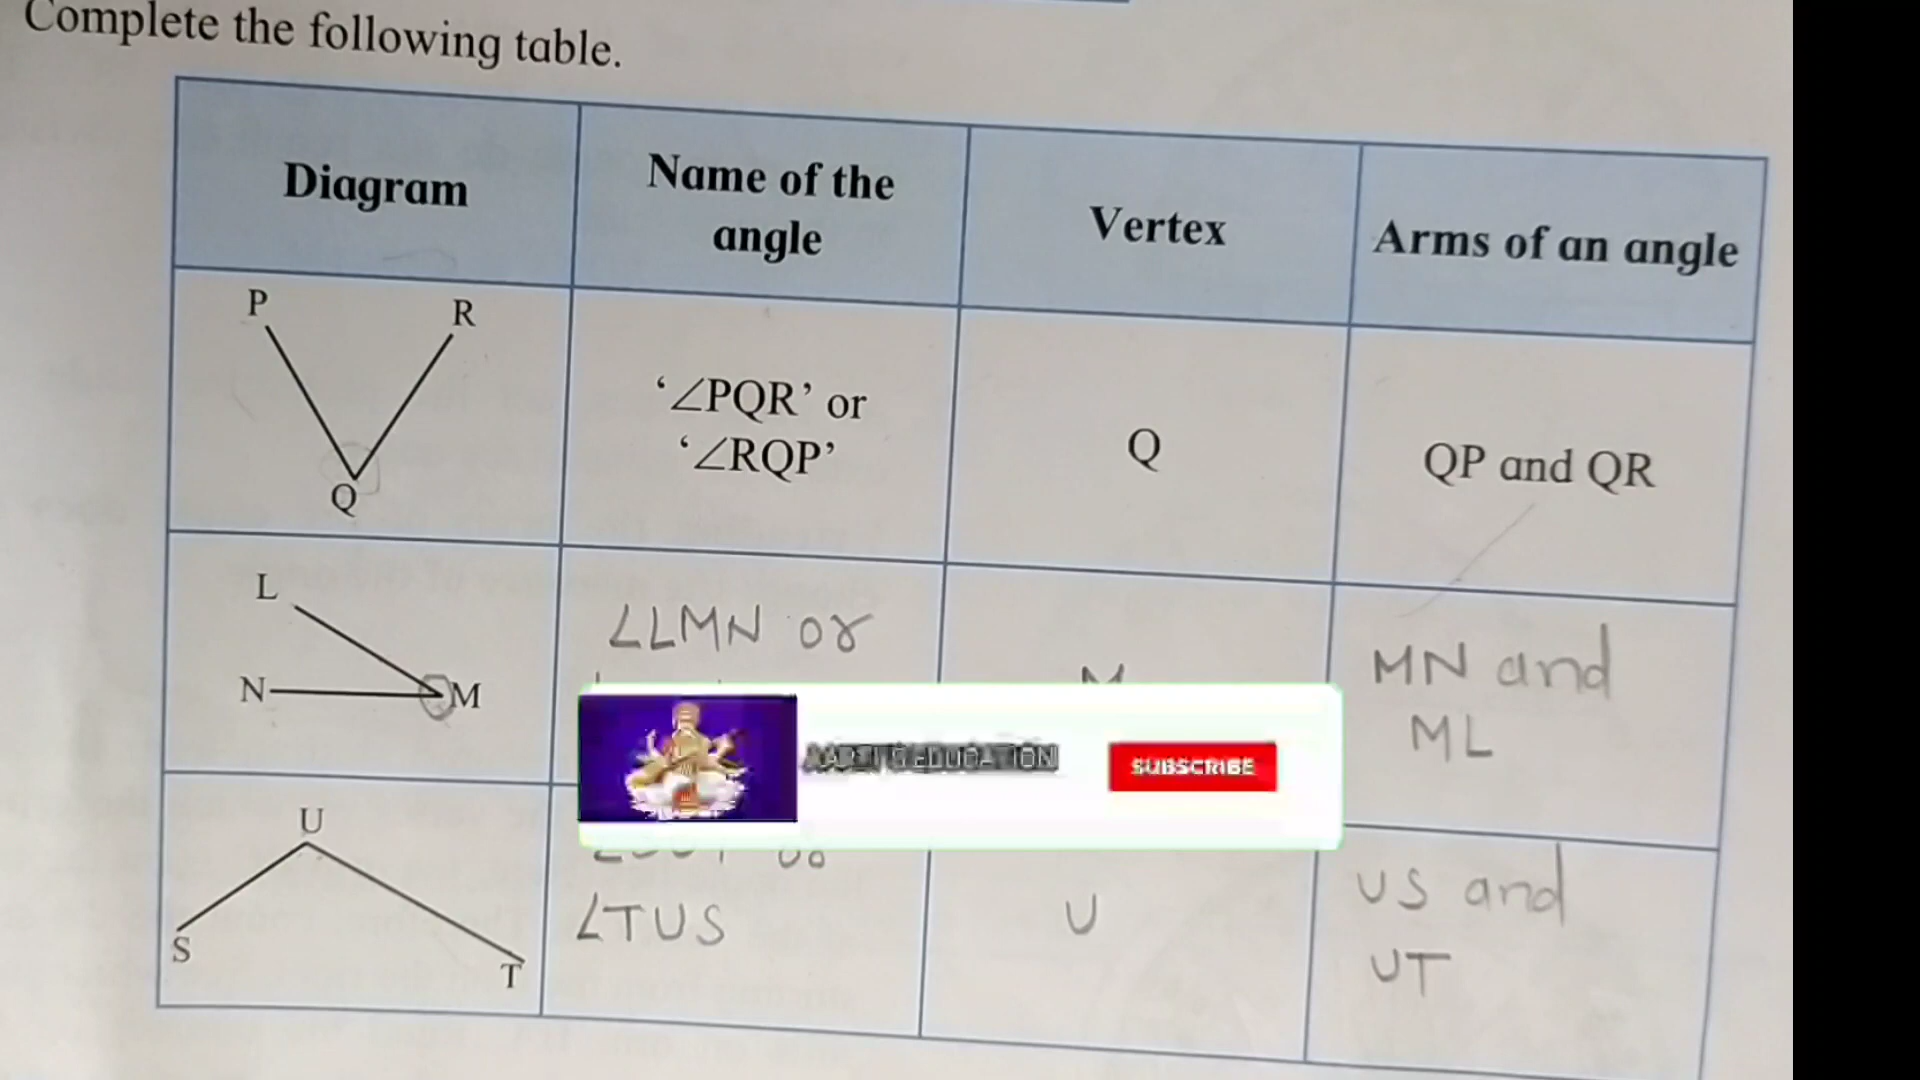 Complete the following table.
Diagram
Name of the
angle
Vertex
Arms of an angle
P
R
Q
‘∠PQR’ or
‘∠RQP’
Q
QP and QR
L
N
M
∠LMN or
M
MN and
ML
U
S
T
∠TUS
U
US and
UT
EDUCATION
SUBSCRIBE